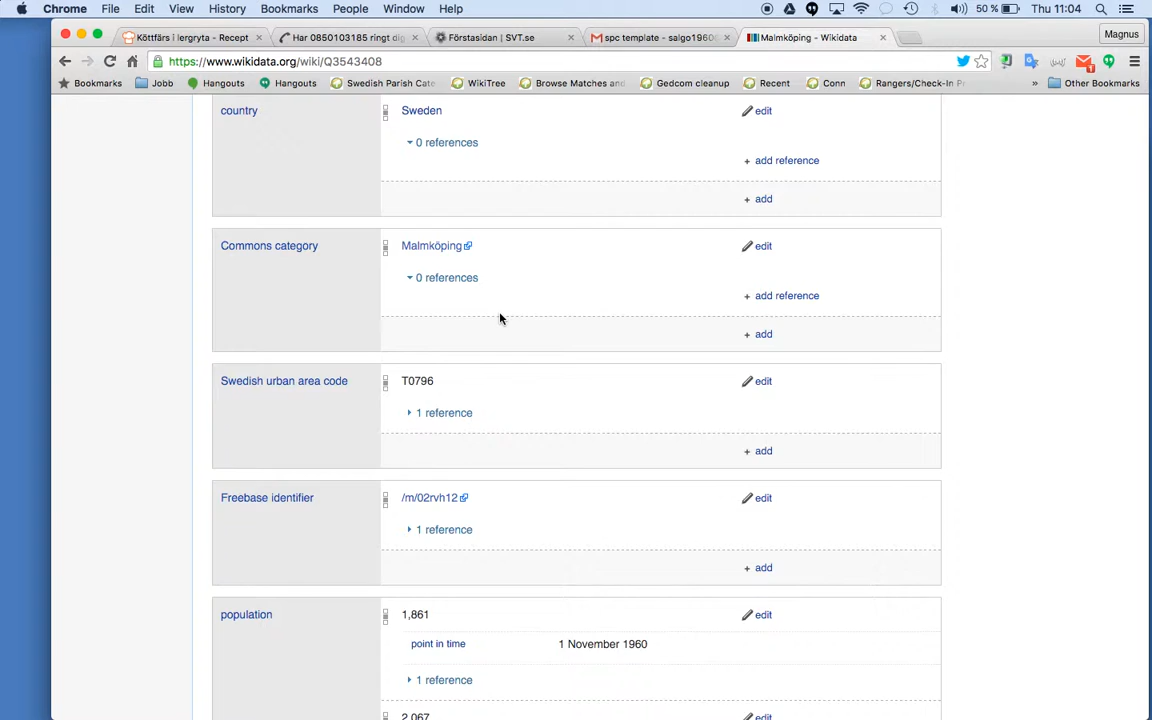 Chrome File Edit View History Bookmarks People Window Help 50 % Thu 11:04
Köttfärs i lergryta - Recept Har 0850103185 ringt dig Förstasidan | SVT.se spc template - salgo1960 Malmköping - Wikidata Magnus
https://www.wikidata.org/wiki/Q3543408
Bookmarks Jobb Hangouts Hangouts Swedish Parish Cate WikiTree Browse Matches an Gedcom cleanup Recent Conn Rangers/Check-In P » Other Bookmarks
country Sweden edit
0 references
+ add reference
+ add
Commons category Malmköping edit
0 references
+ add reference
+ add
Swedish urban area code T0796 edit
1 reference
+ add
Freebase identifier /m/02rvh12 edit
1 reference
+ add
population 1,861 edit
point in time 1 November 1960
1 reference
2,067 edit